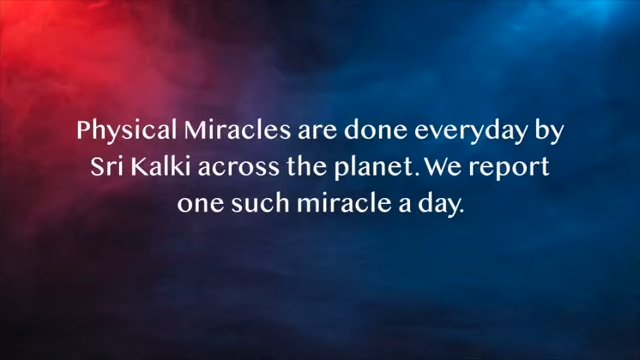 Physical Miracles are done everyday by
Sri Kalki across the planet. We report
one such miracle a day.